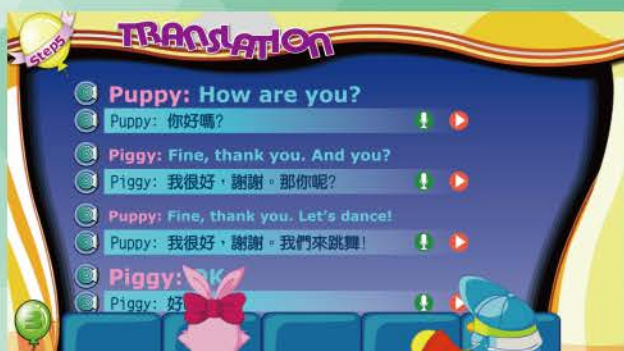 Step5
TRANSLATION
Puppy: How are you?
Puppy: 你好嗎?
Piggy: Fine, thank you. And you?
Piggy: 我很好，謝謝。那你呢?
Puppy: Fine, thank you. Let's dance!
Puppy: 我很好，謝謝。我們來跳舞!
Piggy: OK
Piggy: 好